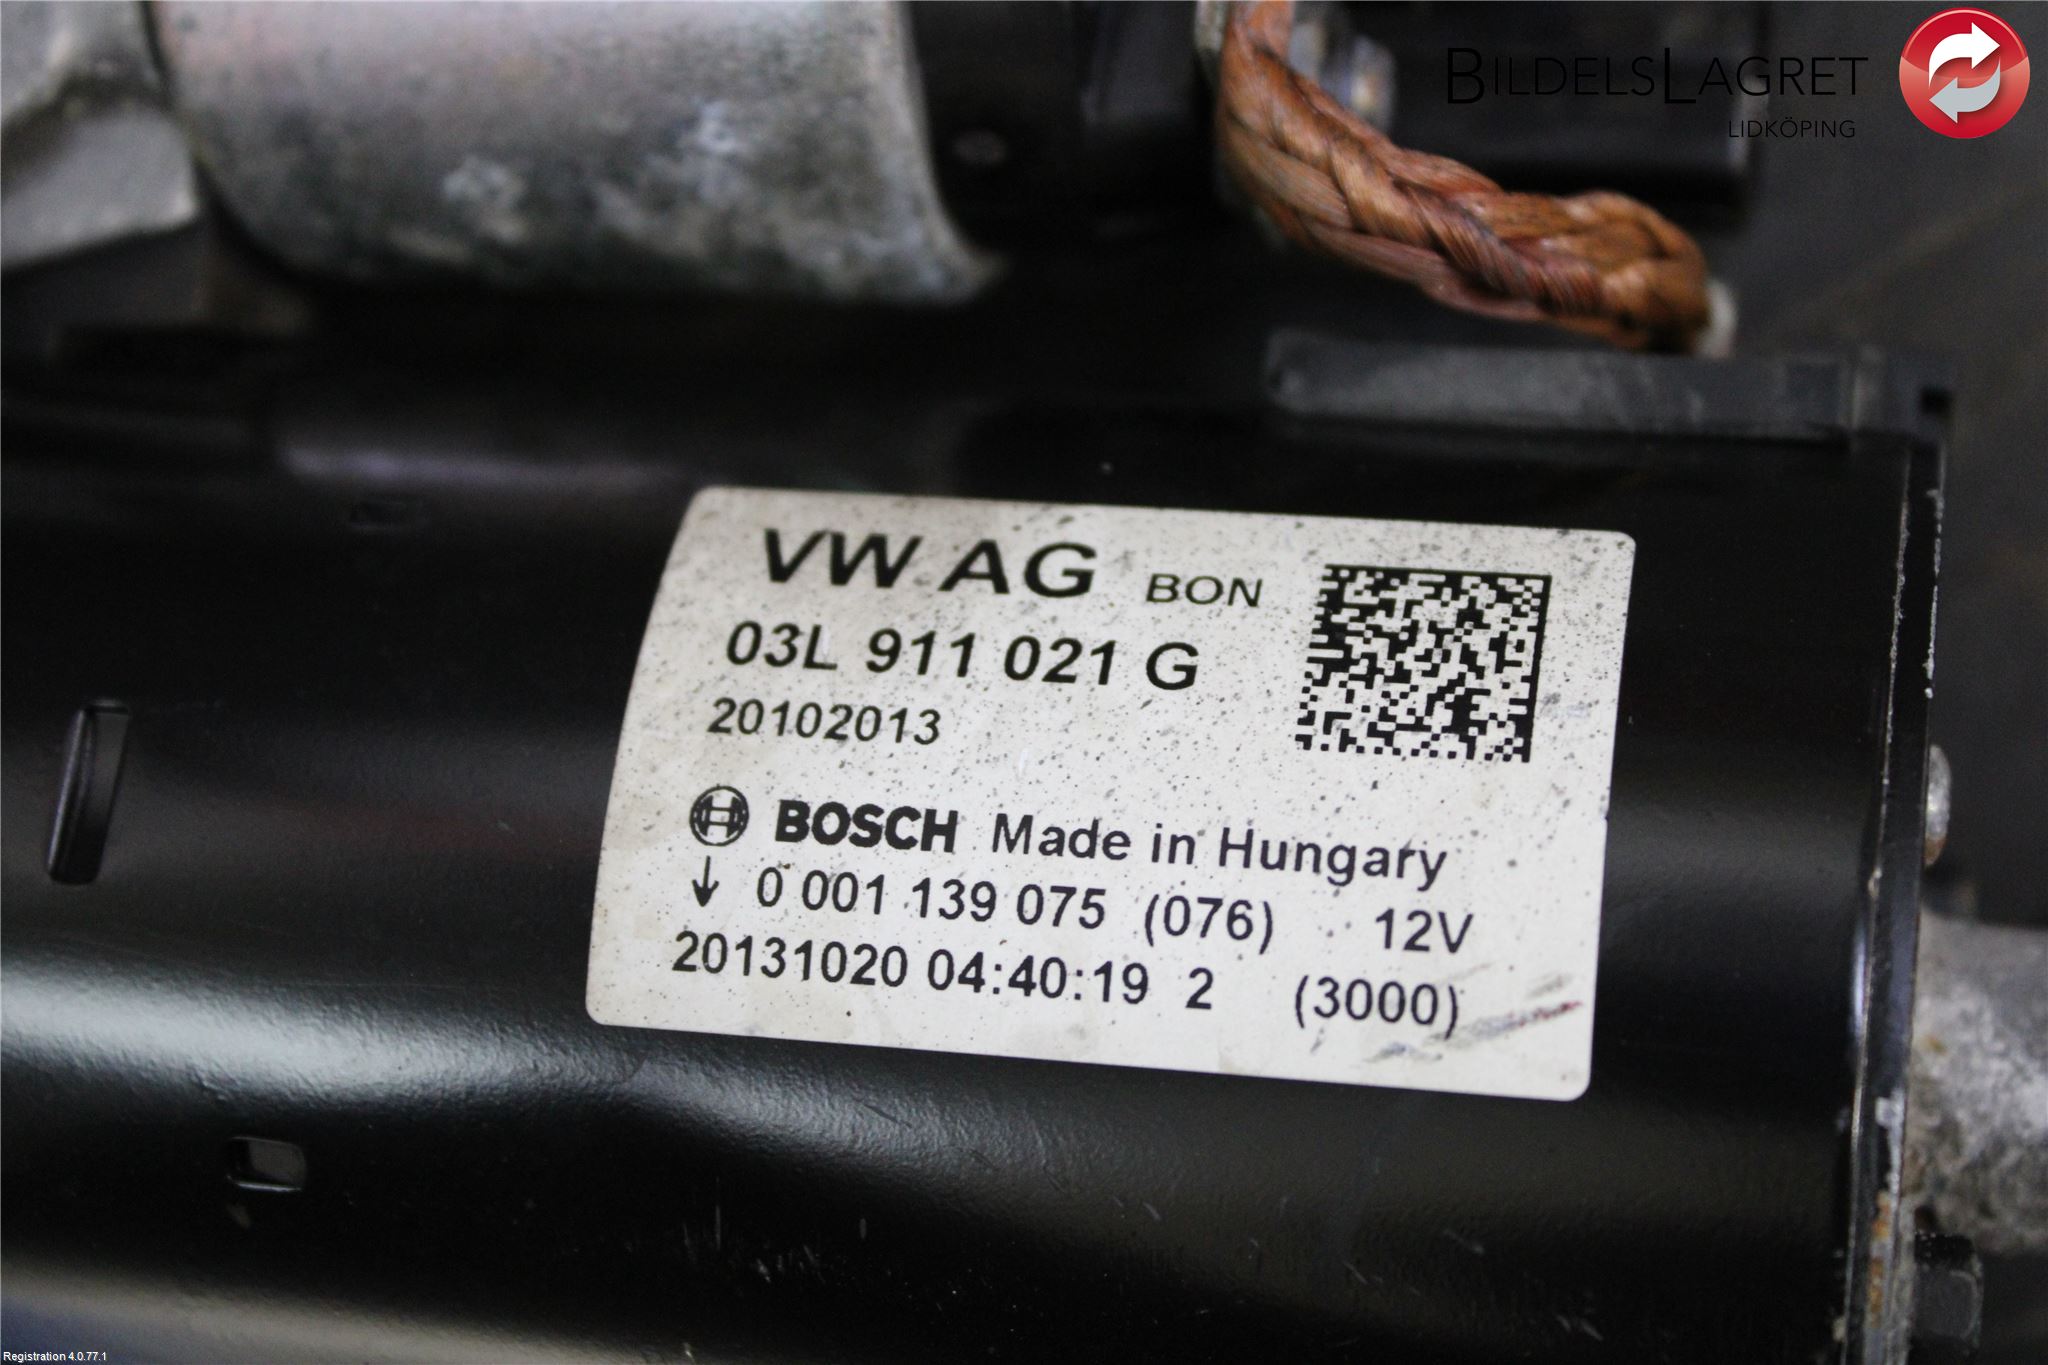 BILDELSLAGRET
LIDKÖPING
VW AG BON
03L 911 021 G
20102013
BOSCH Made in Hungary
0 001 139 075 (076) 12V
20131020 04:40:19 2 (3000)
Registration 4.0.77.1